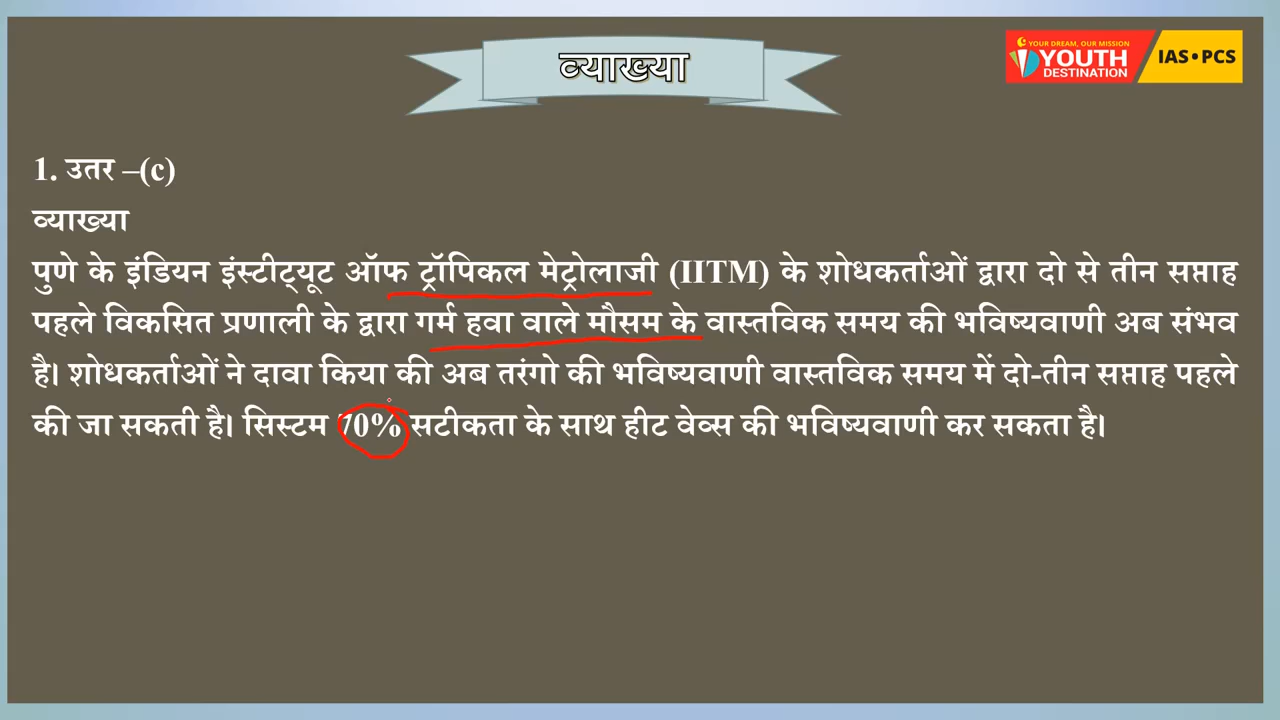 व्याख्या
YOUR DREAM, OUR MISSION
YOUTH
DESTINATION
IAS•PCS
1. उतर –(c)
व्याख्या
पुणे के इंडियन इंस्टीट्यूट ऑफ ट्रॉपिकल मेट्रोलाजी (IITM) के शोधकर्ताओं द्वारा दो से तीन सप्ताह
पहले विकसित प्रणाली के द्वारा गर्म हवा वाले मौसम के वास्तविक समय की भविष्यवाणी अब संभव
है। शोधकर्ताओं ने दावा किया की अब तरंगो की भविष्यवाणी वास्तविक समय में दो-तीन सप्ताह पहले
की जा सकती है। सिस्टम 70% सटीकता के साथ हीट वेव्स की भविष्यवाणी कर सकता है।